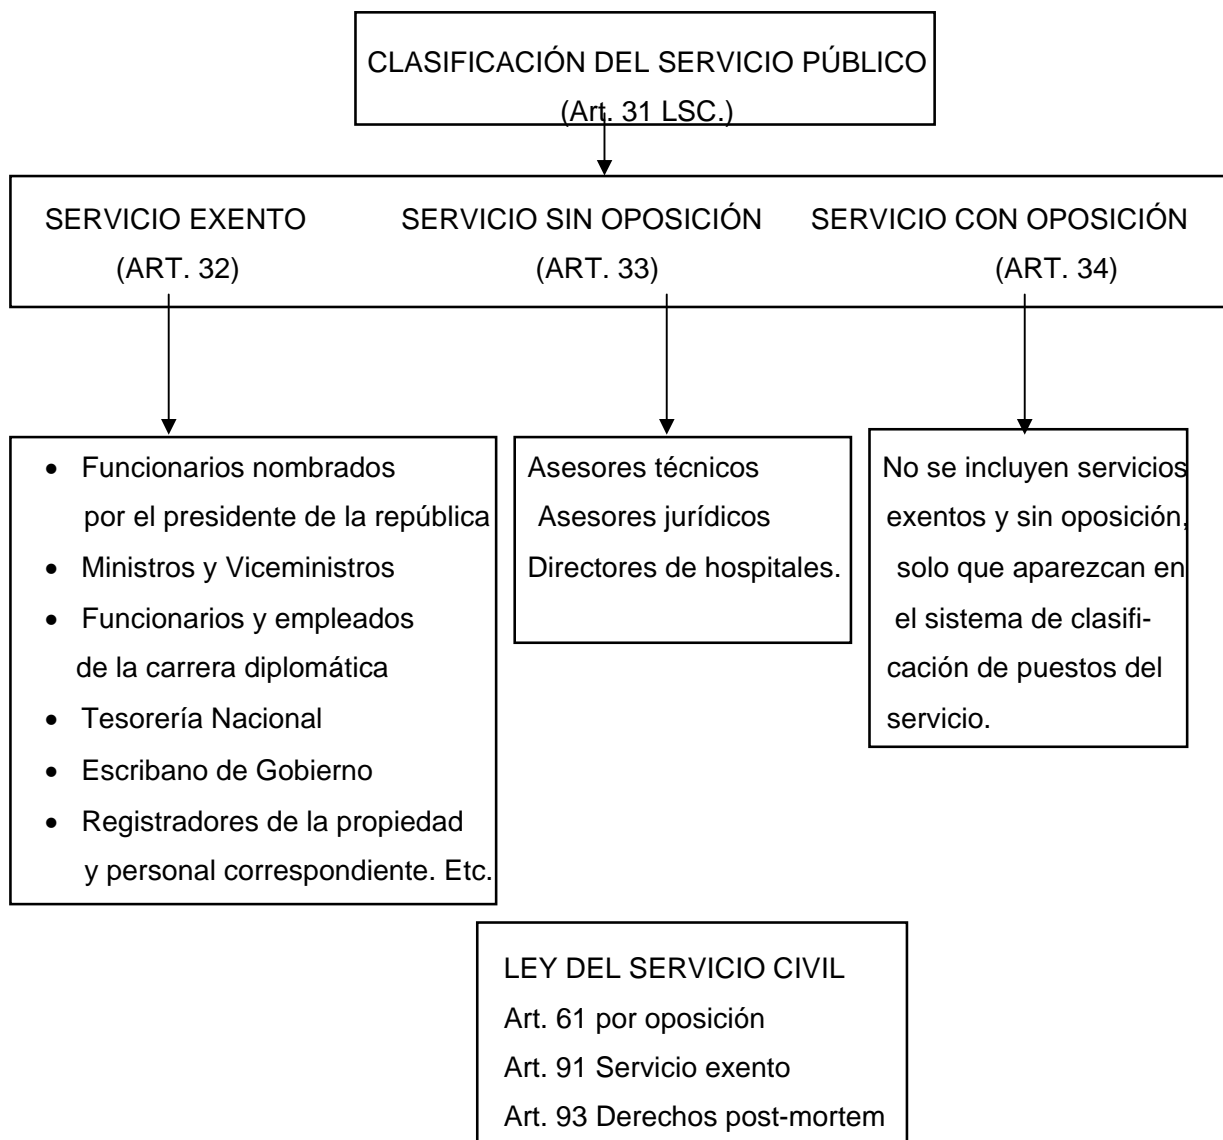 CLASIFICACIÓN DEL SERVICIO PÚBLICO
(Art. 31 LSC.)
SERVICIO EXENTO
(ART. 32)
SERVICIO SIN OPOSICIÓN
(ART. 33)
SERVICIO CON OPOSICIÓN
(ART. 34)
• Funcionarios nombrados
por el presidente de la república
• Ministros y Viceministros
• Funcionarios y empleados
de la carrera diplomática
• Tesorería Nacional
• Escribano de Gobierno
• Registradores de la propiedad
y personal correspondiente. Etc.
Asesores técnicos
Asesores jurídicos
Directores de hospitales.
No se incluyen servicios
exentos y sin oposición,
solo que aparezcan en
el sistema de clasifi-
cación de puestos del
servicio.
LEY DEL SERVICIO CIVIL
Art. 61 por oposición
Art. 91 Servicio exento
Art. 93 Derechos post-mortem